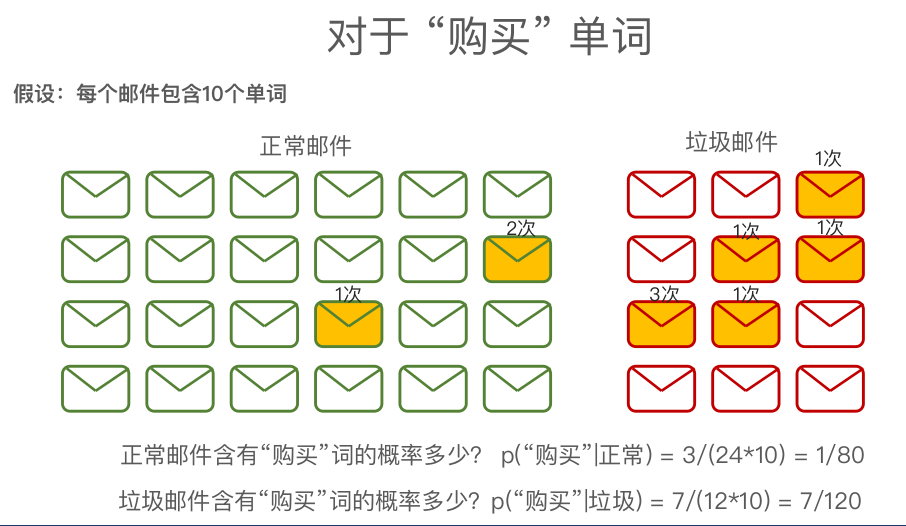 对于 “购买” 单词
假设：每个邮件包含10个单词
正常邮件
垃圾邮件
1次
2次
1次
1次
1次
3次
1次
正常邮件含有“购买”词的概率多少? p(“购买”|正常) = 3/(24*10) = 1/80
垃圾邮件含有“购买”词的概率多少? p(“购买”|垃圾) = 7/(12*10) = 7/120